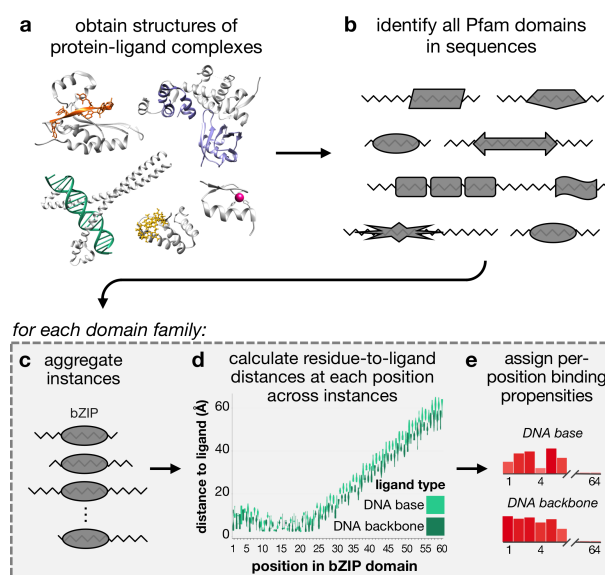 a obtain structures of
protein-ligand complexes
b identify all Pfam domains
in sequences
for each domain family:
c aggregate
instances
bZIP
d calculate residue-to-ligand
distances at each position
across instances
distance to ligand (Å)
60
40
20
0
ligand type
DNA base
DNA backbone
1 5 10 15 20 25 30 35 40 45 50 55 60
position in bZIP domain
e assign per-
position binding
propensities
DNA base
1 4 64
DNA backbone
1 4 64